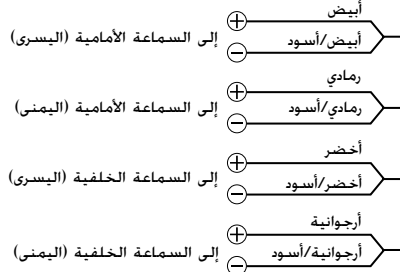 أبيض
أبيض/أسود
إلى السماعة الأمامية (اليسرى)
رمادي
رمادي/أسود
إلى السماعة الأمامية (اليمنى)
أخضر
أخضر/أسود
إلى السماعة الخلفية (اليسرى)
أرجوانية
أرجوانية/أسود
إلى السماعة الخلفية (اليمنى)